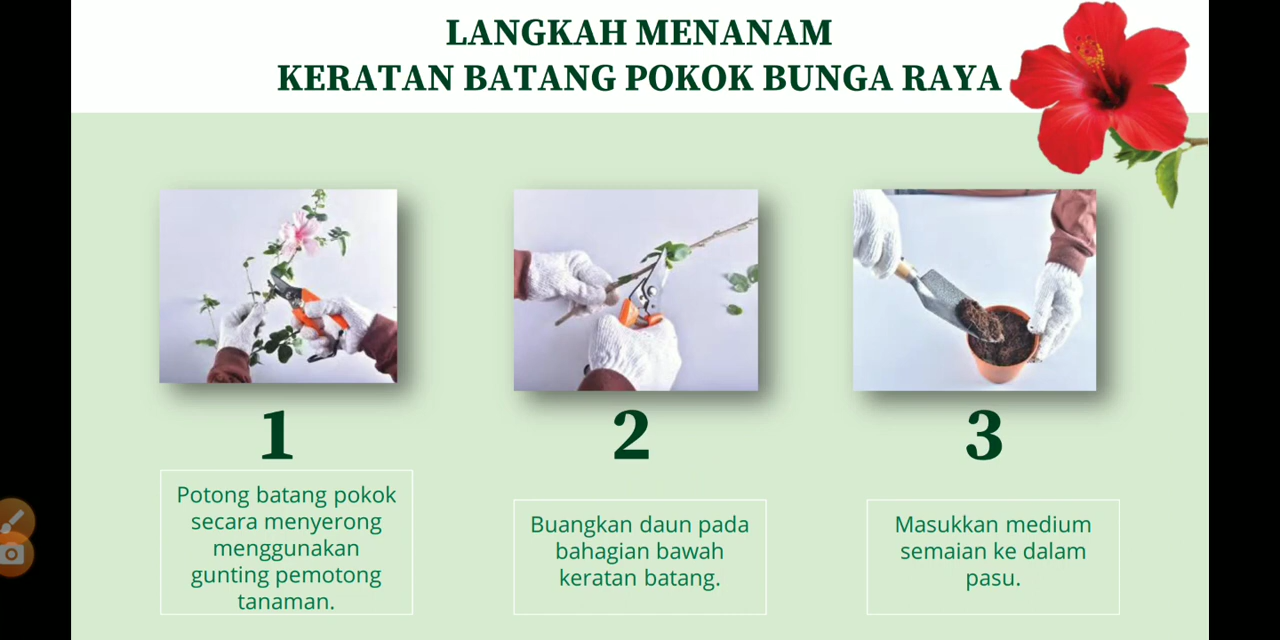 LANGKAH MENANAM
KERATAN BATANG POKOK BUNGA RAYA
1
Potong batang pokok
secara menyerong
menggunakan
gunting pemotong
tanaman.
2
Buangkan daun pada
bahagian bawah
keratan batang.
3
Masukkan medium
semaian ke dalam
pasu.